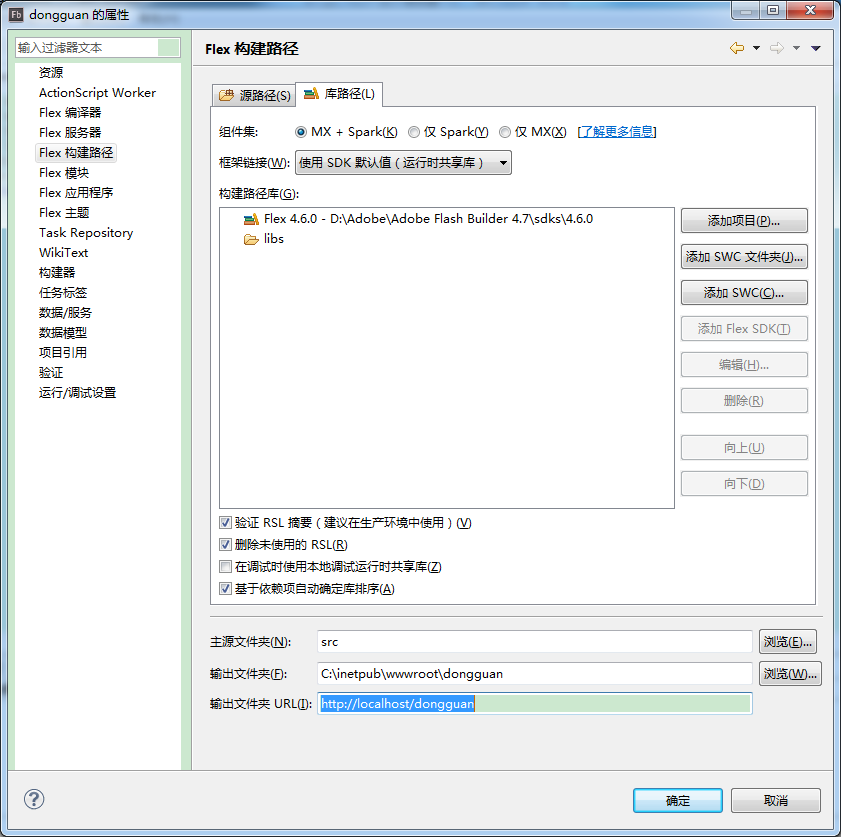 Fb dongguan 的属性
输入过滤器文本
资源
ActionScript Worker
Flex 编译器
Flex 服务器
Flex 构建路径
Flex 模块
Flex 应用程序
Flex 主题
Task Repository
WikiText
构建器
任务标签
数据/服务
数据模型
项目引用
验证
运行/调试设置
Flex 构建路径
源路径(S) 库路径(L)
组件集: MX + Spark(K) 仅 Spark(Y) 仅 MX(X) [了解更多信息]
框架链接(W): 使用 SDK 默认值（运行时共享库）
构建路径库(G):
Flex 4.6.0 - D:\Adobe\Adobe Flash Builder 4.7\sdks\4.6.0
libs
添加项目(P)...
添加 SWC 文件夹(J)...
添加 SWC(C)...
添加 Flex SDK(T)
编辑(H)...
删除(R)
向上(U)
向下(D)
验证 RSL 摘要（建议在生产环境中使用）(V)
删除未使用的 RSL(R)
在调试时使用本地调试运行时共享库(Z)
基于依赖项自动确定库排序(A)
主源文件夹(N): src 浏览(E)...
输出文件夹(F): C:\inetpub\wwwroot\dongguan 浏览(W)...
输出文件夹 URL(I): http://localhost/dongguan
?
确定 取消